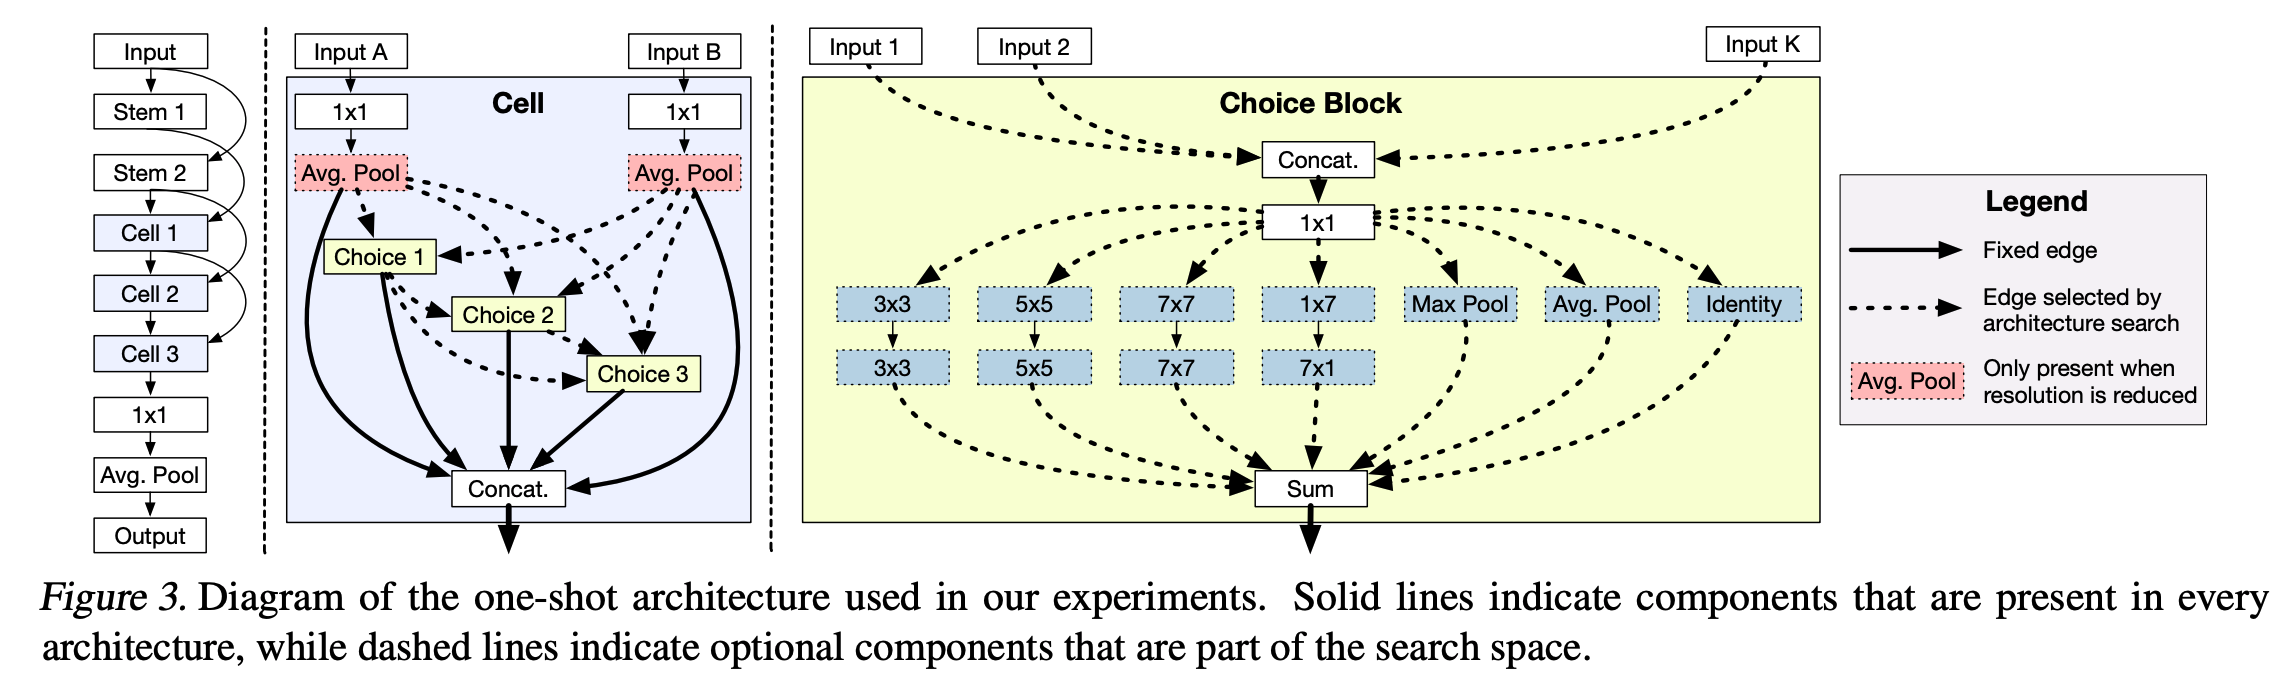 Input
Stem 1
Stem 2
Cell 1
Cell 2
Cell 3
1x1
Avg. Pool
Output
Input A
Input B
Cell
1x1
1x1
Avg. Pool
Avg. Pool
Choice 1
Choice 2
Choice 3
Concat.
Input 1
Input 2
Input K
Choice Block
Concat.
1x1
3x3
5x5
7x7
1x7
Max Pool
Avg. Pool
Identity
3x3
5x5
7x7
7x1
Sum
Legend
Fixed edge
Edge selected by
architecture search
Avg. Pool
Only present when
resolution is reduced
Figure 3. Diagram of the one-shot architecture used in our experiments. Solid lines indicate components that are present in every
architecture, while dashed lines indicate optional components that are part of the search space.